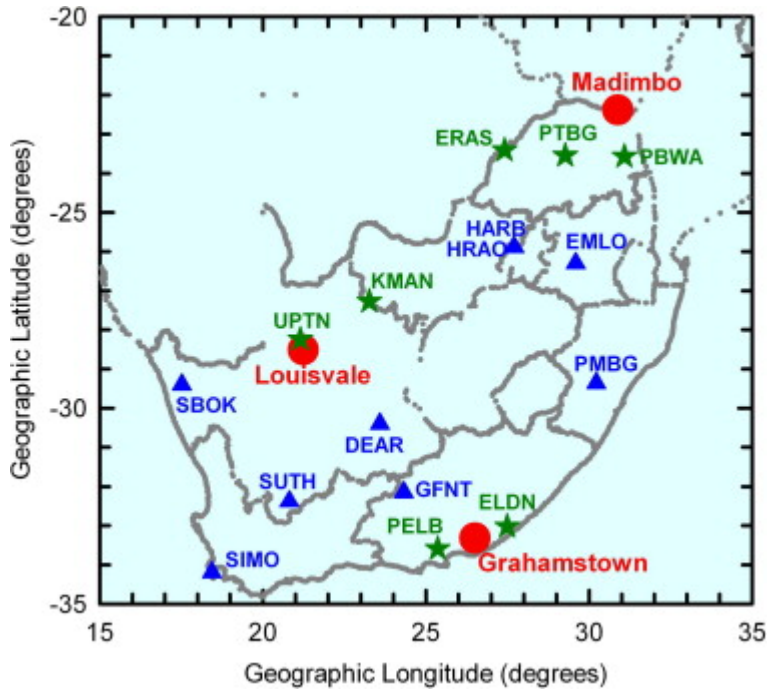 -20
Madimbo
ERAS
PTBG
PBWA
-25
HARB
HRAO
EMLO
KMAN
UPTN
Louisvale
PMBG
SBOK
-30
DEAR
SUTH
GFNT
ELDN
PELB
SIMO
Grahamstown
-35
15
20
25
30
35
Geographic Longitude (degrees)
Geographic Latitude (degrees)